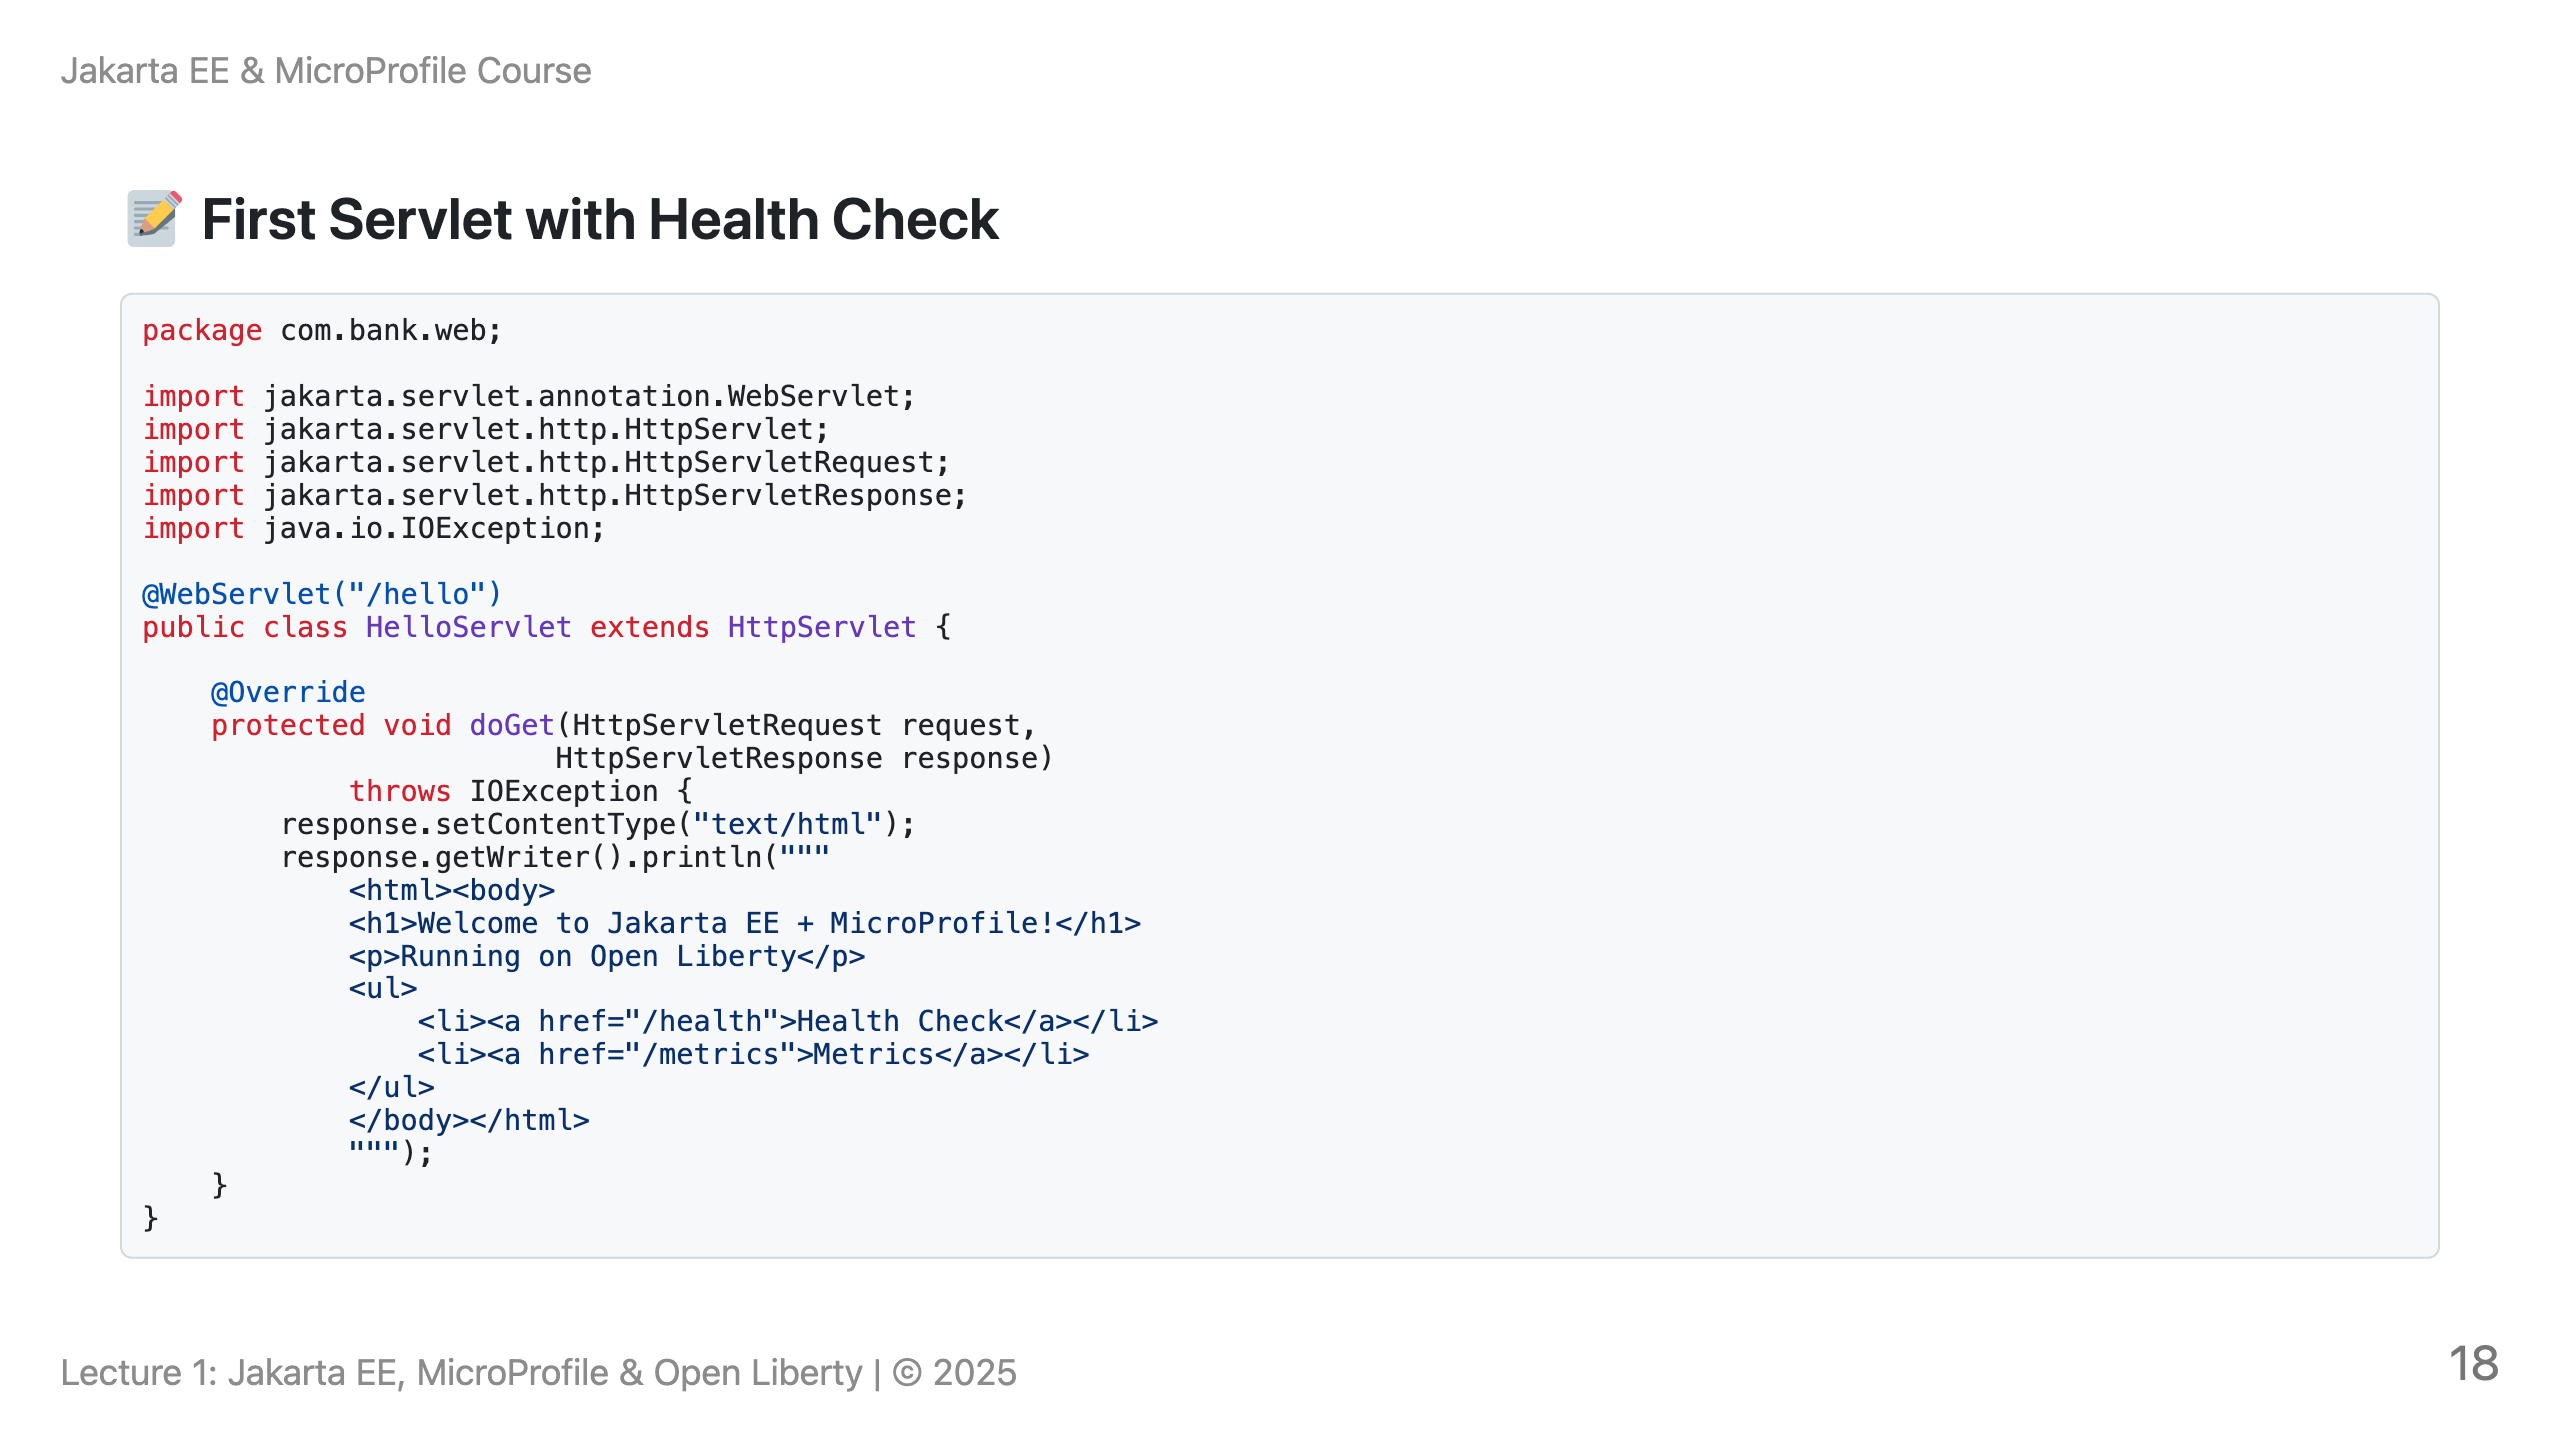 Jakarta EE & MicroProfile Course
📝 First Servlet with Health Check
package com.bank.web;

import jakarta.servlet.annotation.WebServlet;
import jakarta.servlet.http.HttpServlet;
import jakarta.servlet.http.HttpServletRequest;
import jakarta.servlet.http.HttpServletResponse;
import java.io.IOException;

@WebServlet("/hello")
public class HelloServlet extends HttpServlet {

    @Override
    protected void doGet(HttpServletRequest request,
                        HttpServletResponse response)
            throws IOException {
        response.setContentType("text/html");
        response.getWriter().println("""
            <html><body>
            <h1>Welcome to Jakarta EE + MicroProfile!</h1>
            <p>Running on Open Liberty</p>
            <ul>
                <li><a href="/health">Health Check</a></li>
                <li><a href="/metrics">Metrics</a></li>
            </ul>
            </body></html>
            """);
    }
}
Lecture 1: Jakarta EE, MicroProfile & Open Liberty | © 2025
18